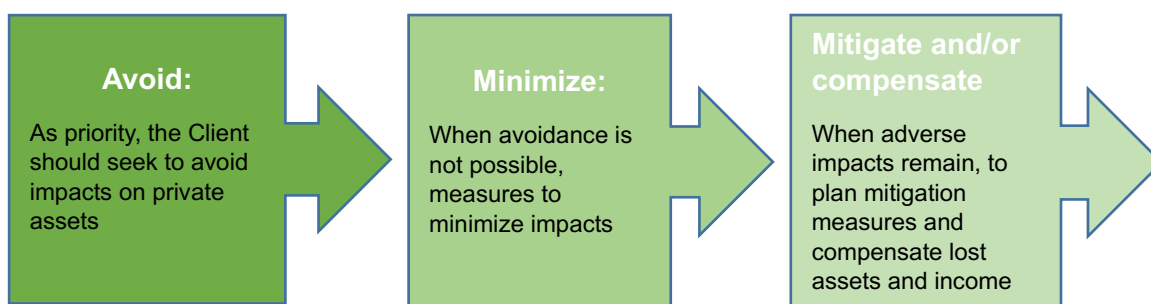 Avoid:
As priority, the Client
should seek to avoid
impacts on private
assets
Minimize:
When avoidance is
not possible,
measures to
minimize impacts
Mitigate and/or
compensate
When adverse
impacts remain, to
plan mitigation
measures and
compensate lost
assets and income